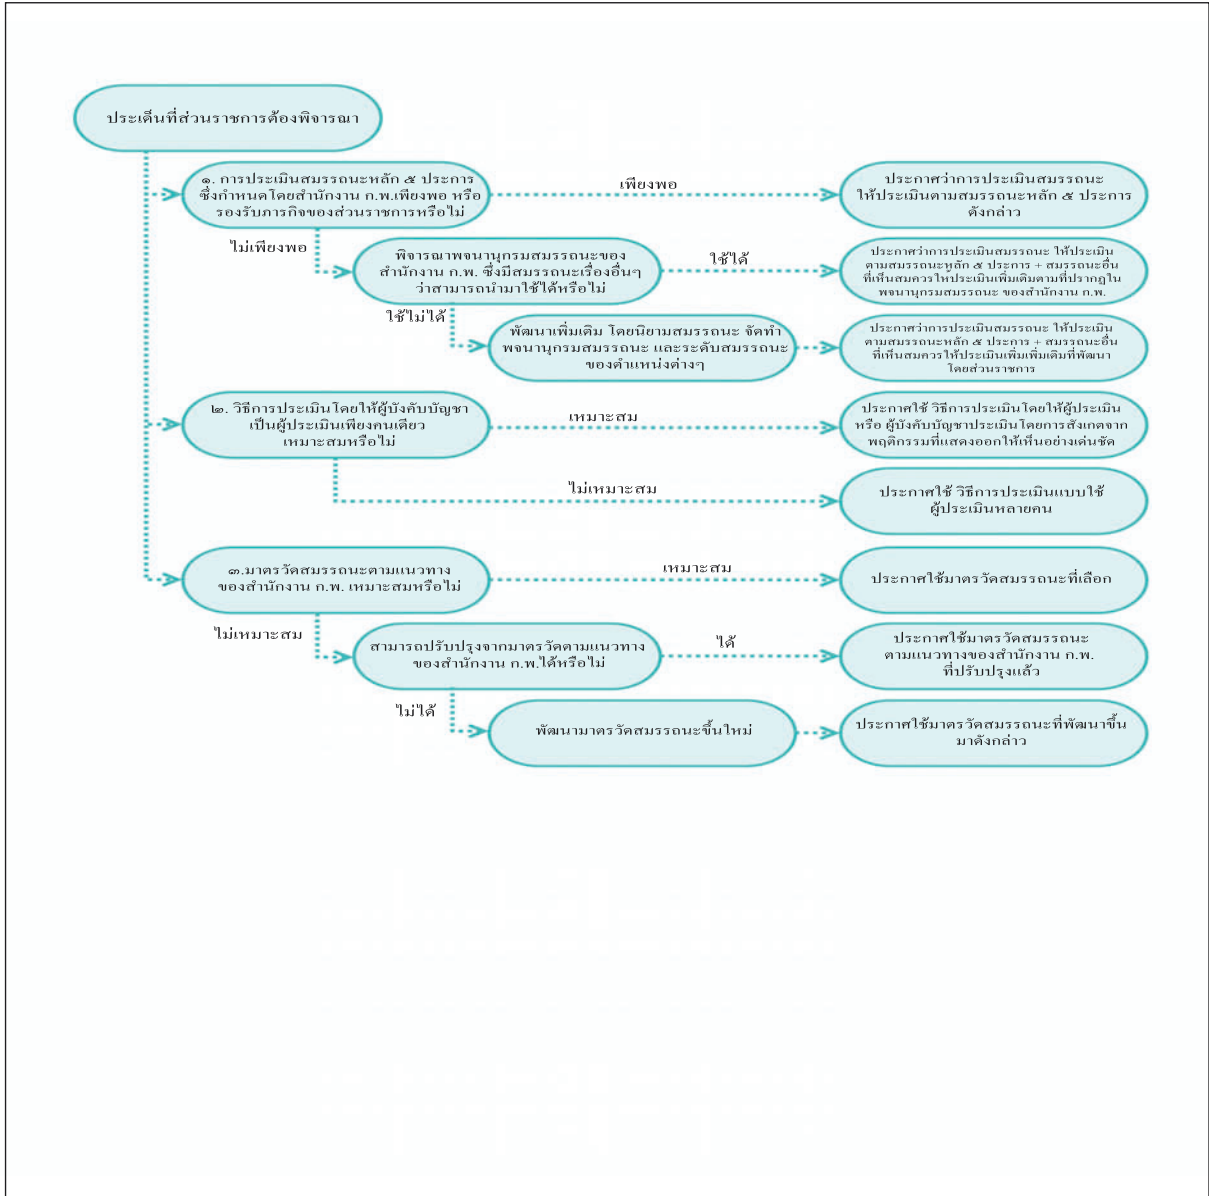 ประเด็นที่ส่วนราชการต้องพิจารณา
๑. การประเมินสมรรถนะหลัก ๕ ประการ
ซึ่งกำหนดโดยสำนักงาน ก.พ.เพียงพอ หรือ
รองรับภารกิจของส่วนราชการหรือไม่
เพียงพอ
ประกาศว่าการประเมินสมรรถนะ
ให้ประเมินตามสมรรถนะหลัก ๕ ประการ
ดังกล่าว
ไม่เพียงพอ
พิจารณาพจนานุกรมสมรรถนะของ
สำนักงาน ก.พ. ซึ่งมีสมรรถนะเรื่องอื่นๆ
ว่าสามารถนำมาใช้ได้หรือไม่
ใช้ได้
ประกาศว่าการประเมินสมรรถนะ ให้ประเมิน
ตามสมรรถนะหลัก ๕ ประการ + สมรรถนะอื่น
ที่เห็นสมควรให้ประเมินเพิ่มเติมตามที่ปรากฏใน
พจนานุกรมสมรรถนะ ของสำนักงาน ก.พ.
ใช้ไม่ได้
พัฒนาเพิ่มเติม โดยนิยามสมรรถนะ จัดทำ
พจนานุกรมสมรรถนะ และระดับสมรรถนะ
ของตำแหน่งต่างๆ
ประกาศว่าการประเมินสมรรถนะ ให้ประเมิน
ตามสมรรถนะหลัก ๕ ประการ + สมรรถนะอื่น
ที่เห็นสมควรให้ประเมินเพิ่มเพิ่มเติมที่พัฒนา
โดยส่วนราชการ
๒. วิธีการประเมินโดยให้ผู้บังคับบัญชา
เป็นผู้ประเมินเพียงคนเดียว
เหมาะสมหรือไม่
เหมาะสม
ประกาศใช้ วิธีการประเมินโดยให้ผู้ประเมิน
หรือ ผู้บังคับบัญชาประเมินโดยการสังเกตจาก
พฤติกรรมที่แสดงออกให้เห็นอย่างเด่นชัด
ไม่เหมาะสม
ประกาศใช้ วิธีการประเมินแบบใช้
ผู้ประเมินหลายคน
๓.มาตรวัดสมรรถนะตามแนวทาง
ของสำนักงาน ก.พ. เหมาะสมหรือไม่
เหมาะสม
ประกาศใช้มาตรวัดสมรรถนะที่เลือก
ไม่เหมาะสม
สามารถปรับปรุงจากมาตรวัดตามแนวทาง
ของสำนักงาน ก.พ.ได้หรือไม่
ได้
ประกาศใช้มาตรวัดสมรรถนะ
ตามแนวทางของสำนักงาน ก.พ.
ที่ปรับปรุงแล้ว
ไม่ได้
พัฒนามาตรวัดสมรรถนะขึ้นใหม่
ประกาศใช้มาตรวัดสมรรถนะที่พัฒนาขึ้น
มาดังกล่าว